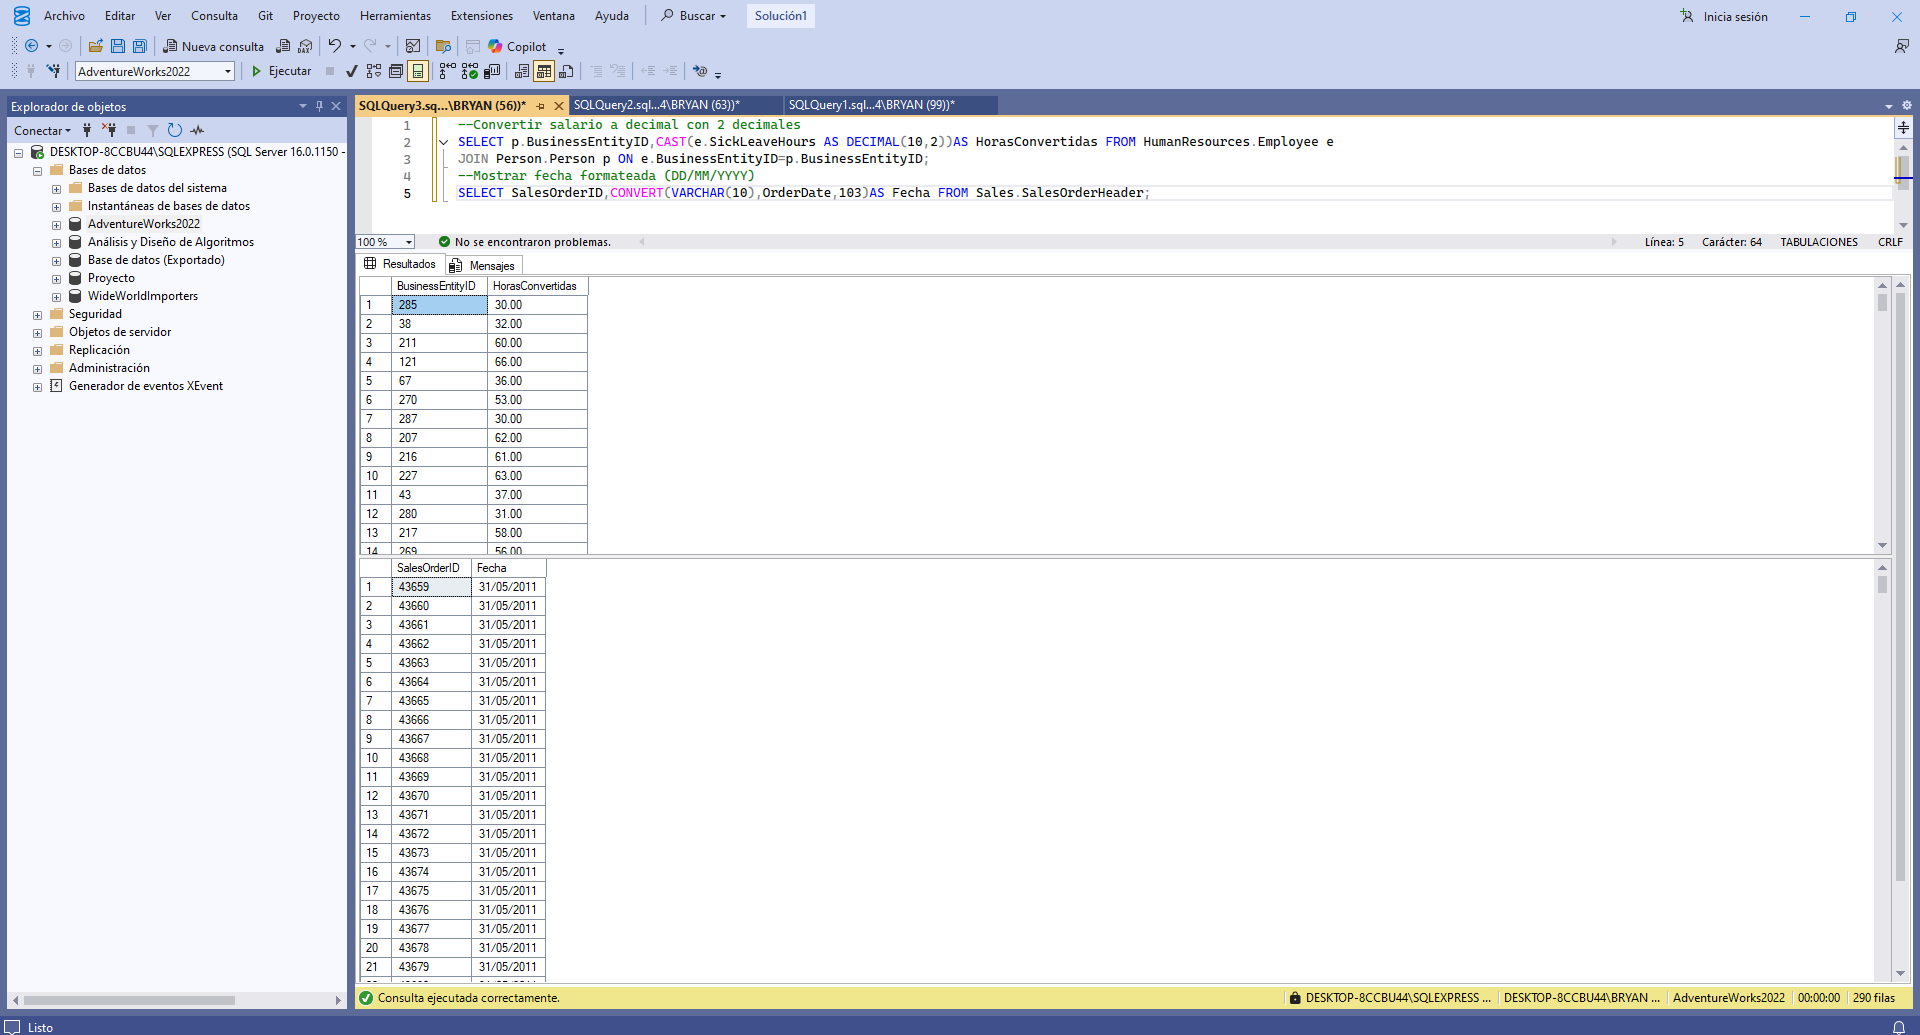 Archivo Editar Ver Consulta Git Proyecto Herramientas Extensiones Ventana Ayuda Buscar Solución1 Inicia sesión
Nueva consulta DAX Copilot
AdventureWorks2022 Ejecutar
Explorador de objetos
Conectar
DESKTOP-8CCBU44\SQLEXPRESS (SQL Server 16.0.1150 -
Bases de datos
Bases de datos del sistema
Instantáneas de bases de datos
AdventureWorks2022
Análisis y Diseño de Algoritmos
Base de datos (Exportado)
Proyecto
WideWorldImporters
Seguridad
Objetos de servidor
Replicación
Administración
Generador de eventos XEvent
SQLQuery3.sq...\BRYAN (56))* SQLQuery2.sql...4\BRYAN (63))* SQLQuery1.sql...4\BRYAN (99))*
1 --Convertir salario a decimal con 2 decimales
2 SELECT p.BusinessEntityID,CAST(e.SickLeaveHours AS DECIMAL(10,2))AS HorasConvertidas FROM HumanResources.Employee e
3 JOIN Person.Person p ON e.BusinessEntityID=p.BusinessEntityID;
4 --Mostrar fecha formateada (DD/MM/YYYY)
5 SELECT SalesOrderID,CONVERT(VARCHAR(10),OrderDate,103)AS Fecha FROM Sales.SalesOrderHeader;
100 % No se encontraron problemas. Línea: 5 Carácter: 64 TABULACIONES CRLF
Resultados Mensajes
BusinessEntityID HorasConvertidas
1 285 30.00
2 38 32.00
3 211 60.00
4 121 66.00
5 67 36.00
6 270 53.00
7 287 30.00
8 207 62.00
9 216 61.00
10 227 63.00
11 43 37.00
12 280 31.00
13 217 58.00
14 269 56.00
SalesOrderID Fecha
1 43659 31/05/2011
2 43660 31/05/2011
3 43661 31/05/2011
4 43662 31/05/2011
5 43663 31/05/2011
6 43664 31/05/2011
7 43665 31/05/2011
8 43666 31/05/2011
9 43667 31/05/2011
10 43668 31/05/2011
11 43669 31/05/2011
12 43670 31/05/2011
13 43671 31/05/2011
14 43672 31/05/2011
15 43673 31/05/2011
16 43674 31/05/2011
17 43675 31/05/2011
18 43676 31/05/2011
19 43677 31/05/2011
20 43678 31/05/2011
21 43679 31/05/2011
Consulta ejecutada correctamente. DESKTOP-8CCBU44\SQLEXPRESS ... DESKTOP-8CCBU44\BRYAN ... AdventureWorks2022 00:00:00 290 filas
Listo